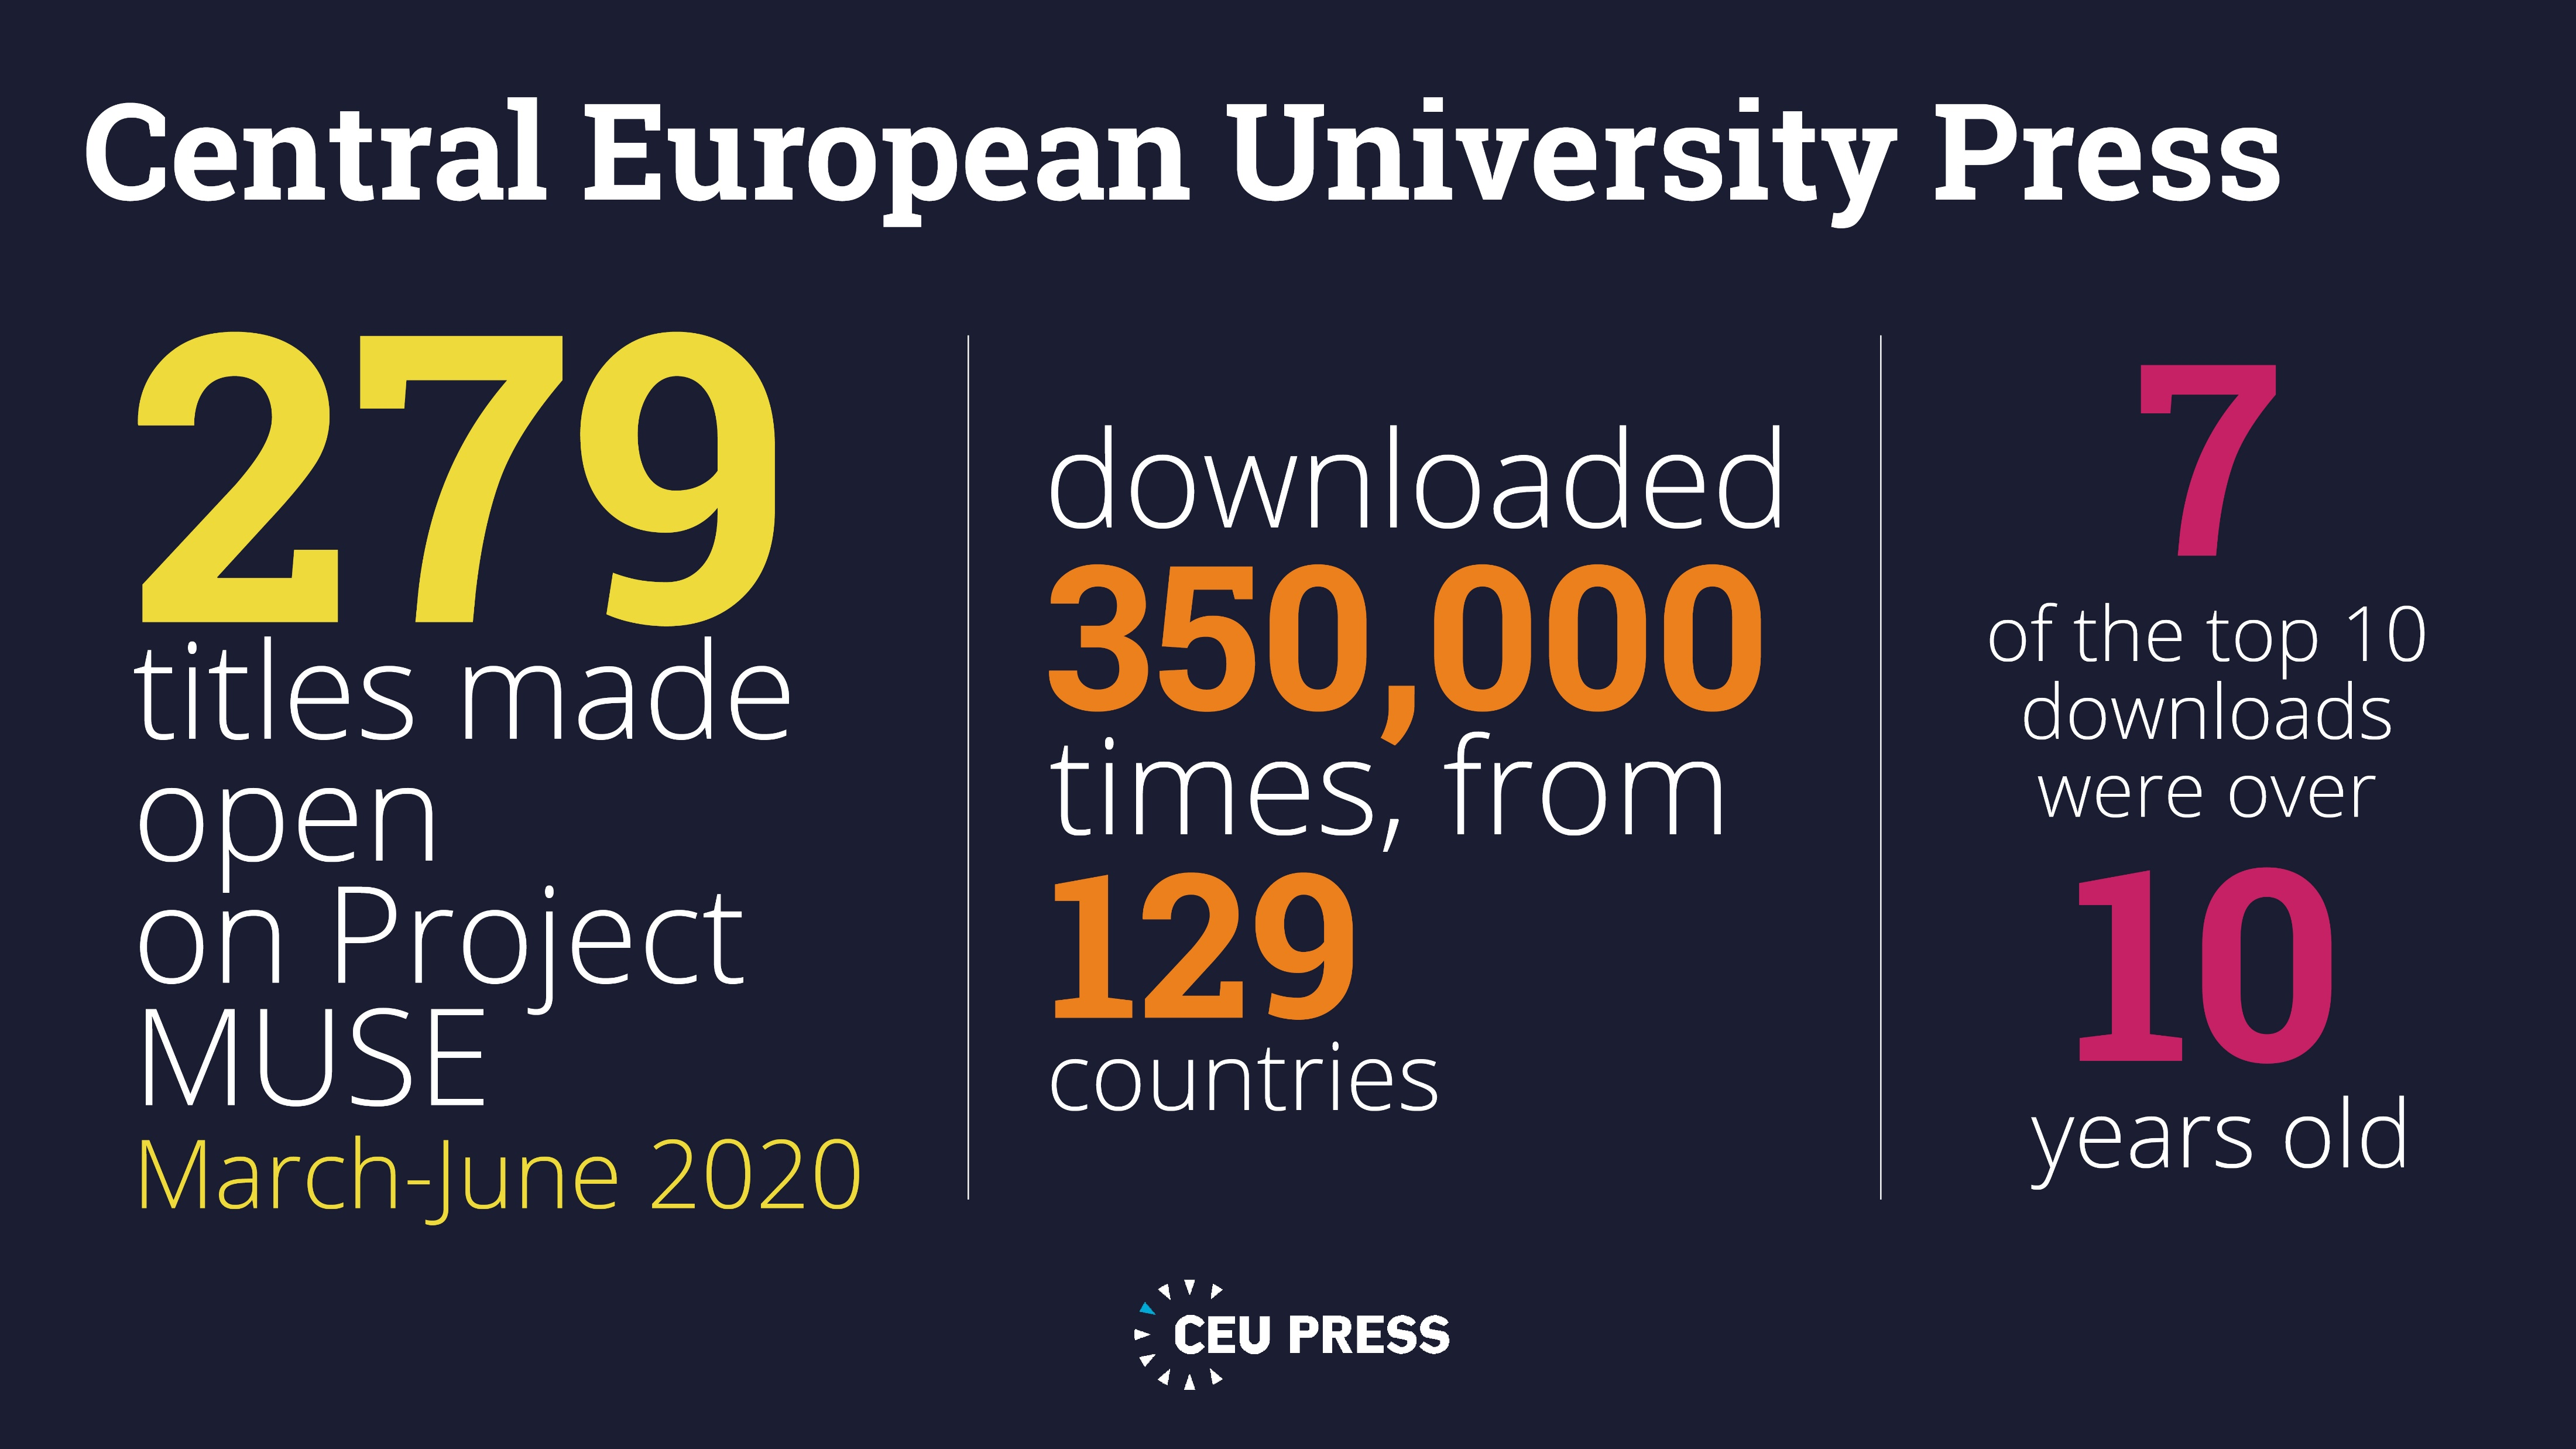 Central European University Press
279
titles made
open
on Project
MUSE
March-June 2020
downloaded
350,000
times, from
129
countries
7
of the top 10
downloads
were over
10
years old
CEU PRESS